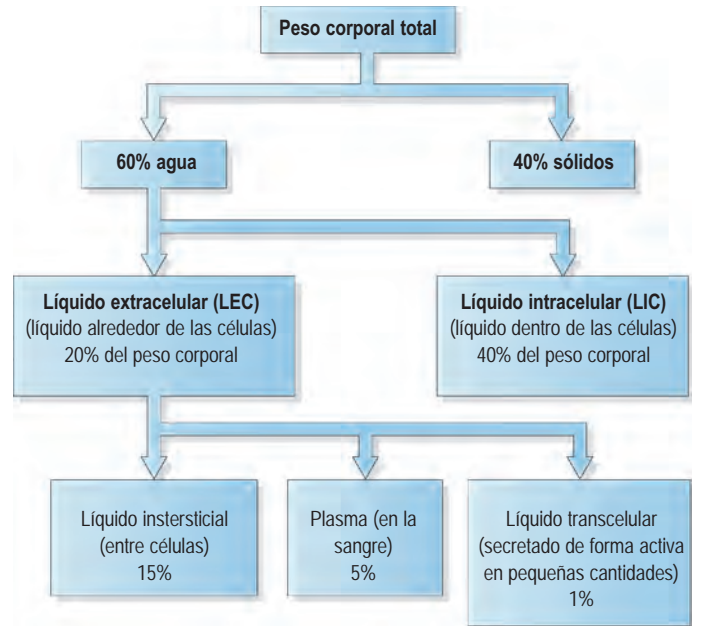 Peso corporal total
60% agua
40% sólidos
Líquido extracelular (LEC)
(líquido alrededor de las células)
20% del peso corporal
Líquido intracelular (LIC)
(líquido dentro de las células)
40% del peso corporal
Líquido instersticial
(entre células)
15%
Plasma (en la
sangre)
5%
Líquido transcelular
(secretado de forma activa
en pequeñas cantidades)
1%